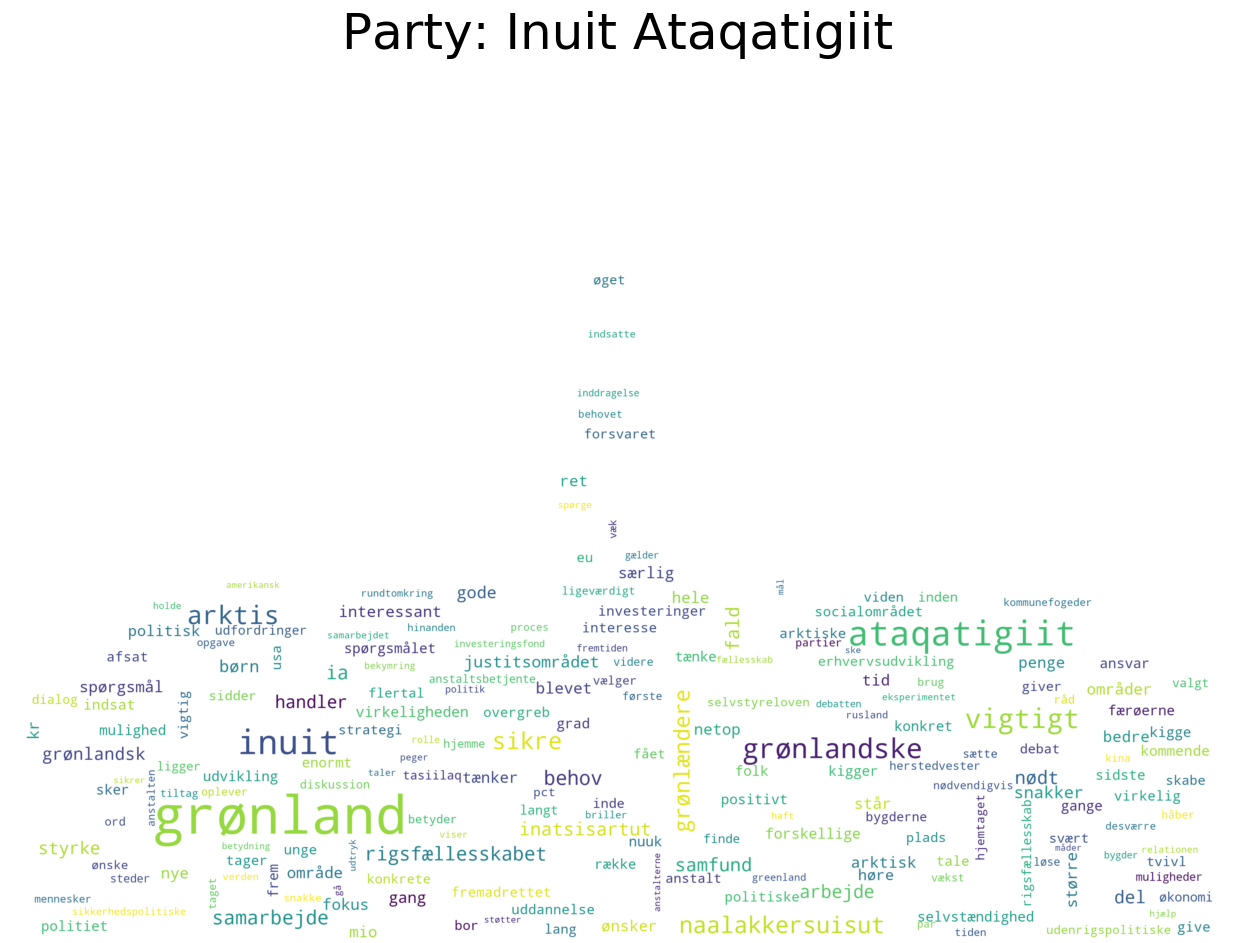 Party: Inuit Ataqatigiit
øget
indsatte
inddragelse
behovet
forsvaret
ret
spørge
væk
eu gælder
særlig
amerikansk rundtomkring gode ligeværdigt hele mål viden inden kommunefogeder
holde arktis interessant investeringer fald socialområdet
politisk udfordringer samarbejdet hinanden proces interesse arktiske ataqatigiit
opgave spørgsmålet investeringsfond fremtiden partier ske
afsat børn usa ia bekymring justitsområdet videre tænke fællesskab erhvervsudvikling penge ansvar
spørgsmål anstaltsbetjente politik blevet vælger tid brug giver områder valgt
dialog indsat vigtig sidder handler flertal første selvstyreloven debatten eksperimentet råd
kr mulighed virkeligheden overgreb grad grønlændere netop rusland konkret vigtigt færøerne
inuit strategi rolle hjemme sikre bedre kigge
grønlandsk enormt peger fået grønlandske sætte debat kommende
ligger udvikling taler tasiilaq tænker behov folk kigger herstedvester nødt kina sidste skabe
sikrer sker anstalten tiltag oplever diskussion pct nødvendigvis snakker virkelig
grønland langt inde briller positivt står bygderne hjemtaget gange håber
ord betyder viser inatsisartut haft forskellige rigsfællesskab desværre
styrke betydning unge udtryk rigsfællesskabet nuuk finde plads svært måder bygder relationen
ønske tager område række samfund arktisk tale løse større tvivl
steder nye verden frem konkrete anstalt anstalterne greenland høre vækst muligheder
mennesker taget snakke gå fokus gang fremadrettet politiske arbejde del økonomi
sikkerhedspolitiske samarbejde støtter uddannelse selvstændighed hjælp
politiet mio bor lang ønsker naalakkersuisut par tiden udenrigspolitiske give